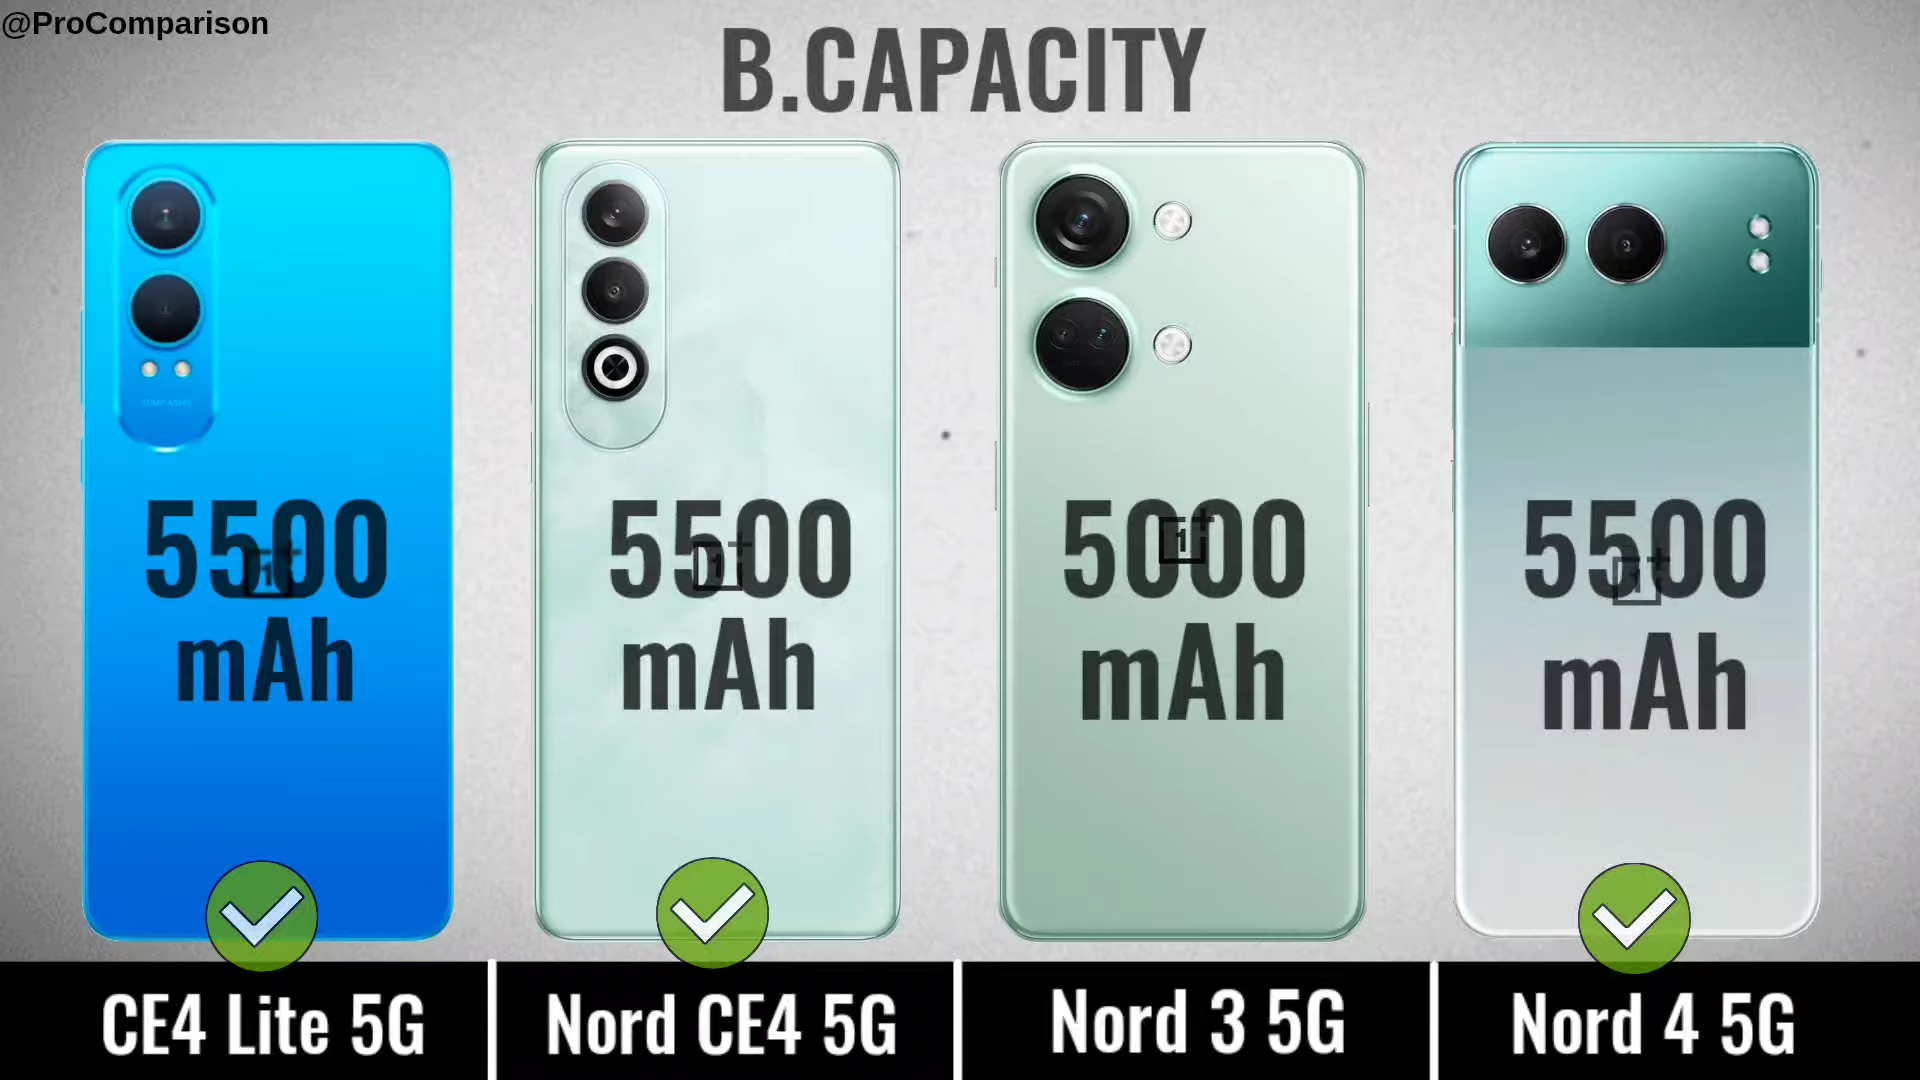 @ProComparison
B.CAPACITY
5500
mAh
5500
mAh
5000
mAh
5500
mAh
CE4 Lite 5G
Nord CE4 5G
Nord 3 5G
Nord 4 5G